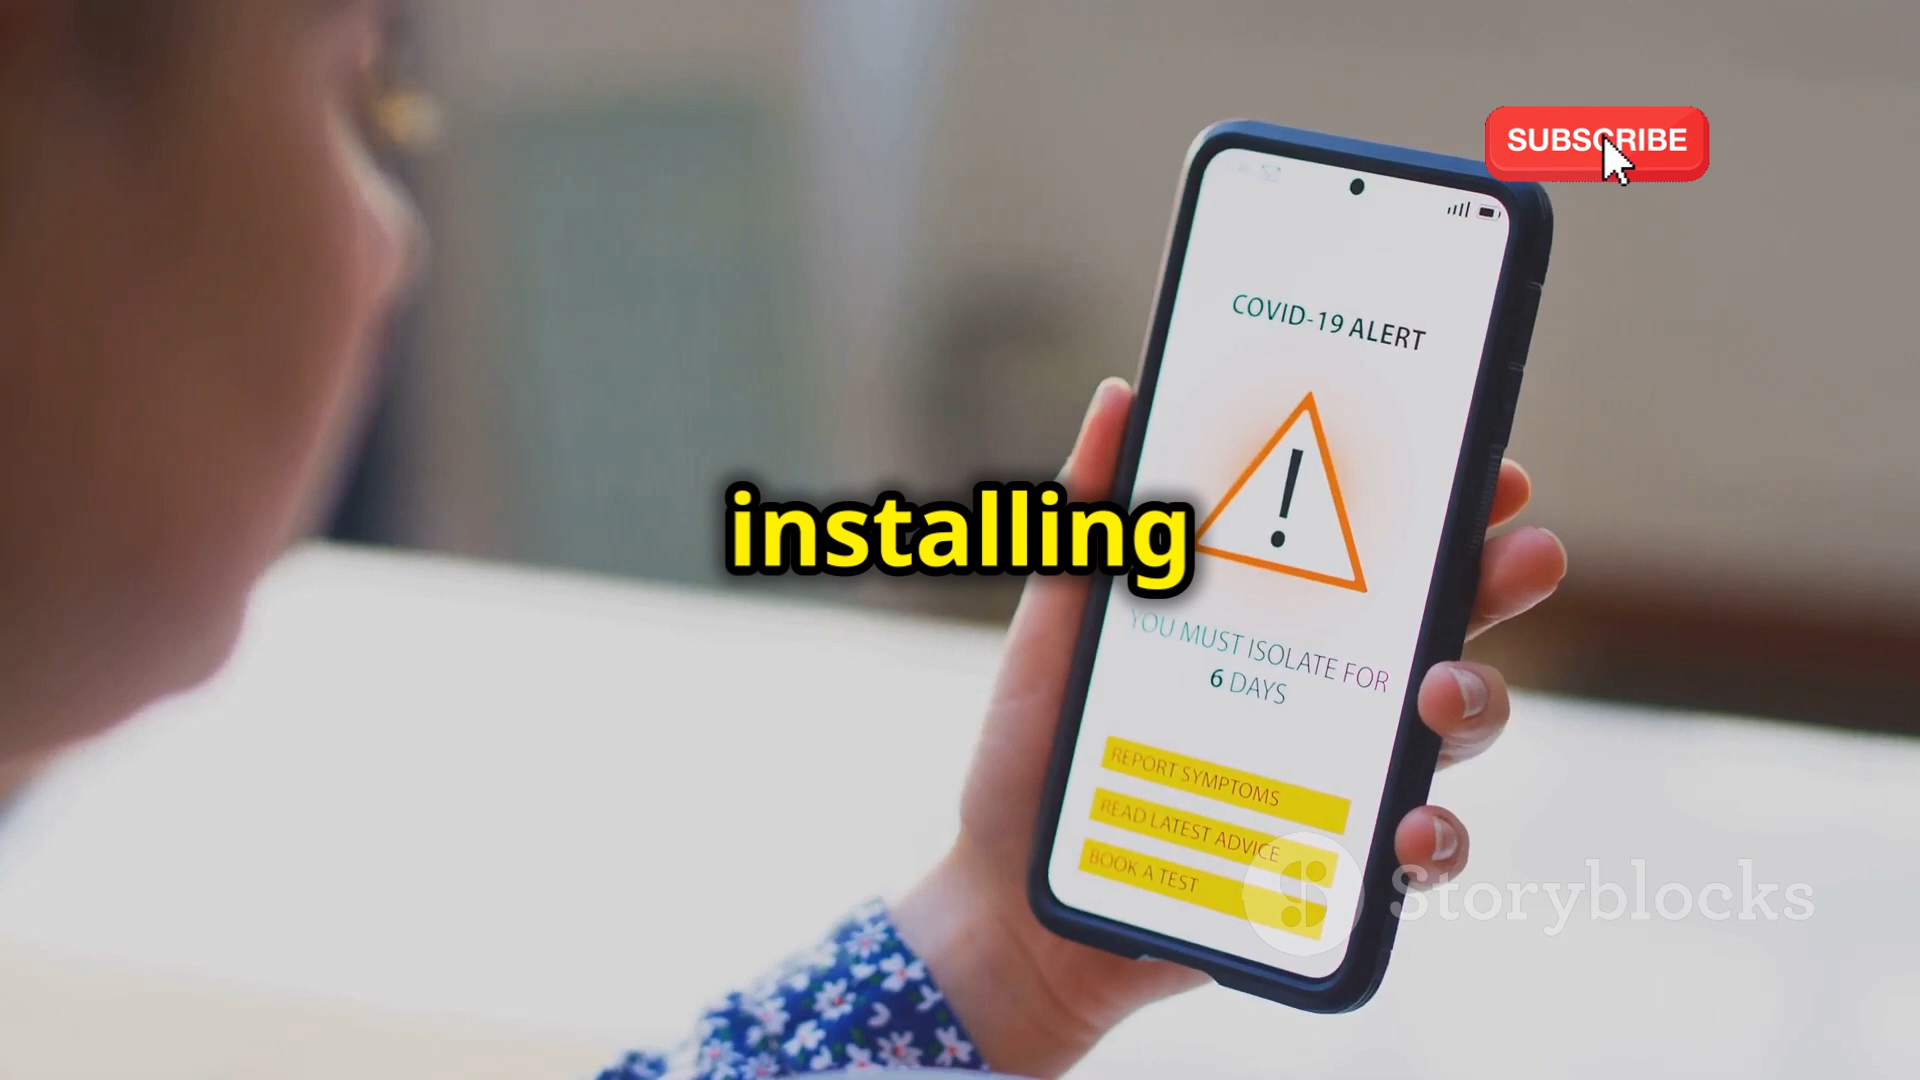 SUBSCRIBE
COVID-19 ALERT
!
installing
YOU MUST ISOLATE FOR
6 DAYS
REPORT SYMPTOMS
READ LATEST ADVICE
BOOK A TEST
Storyblocks